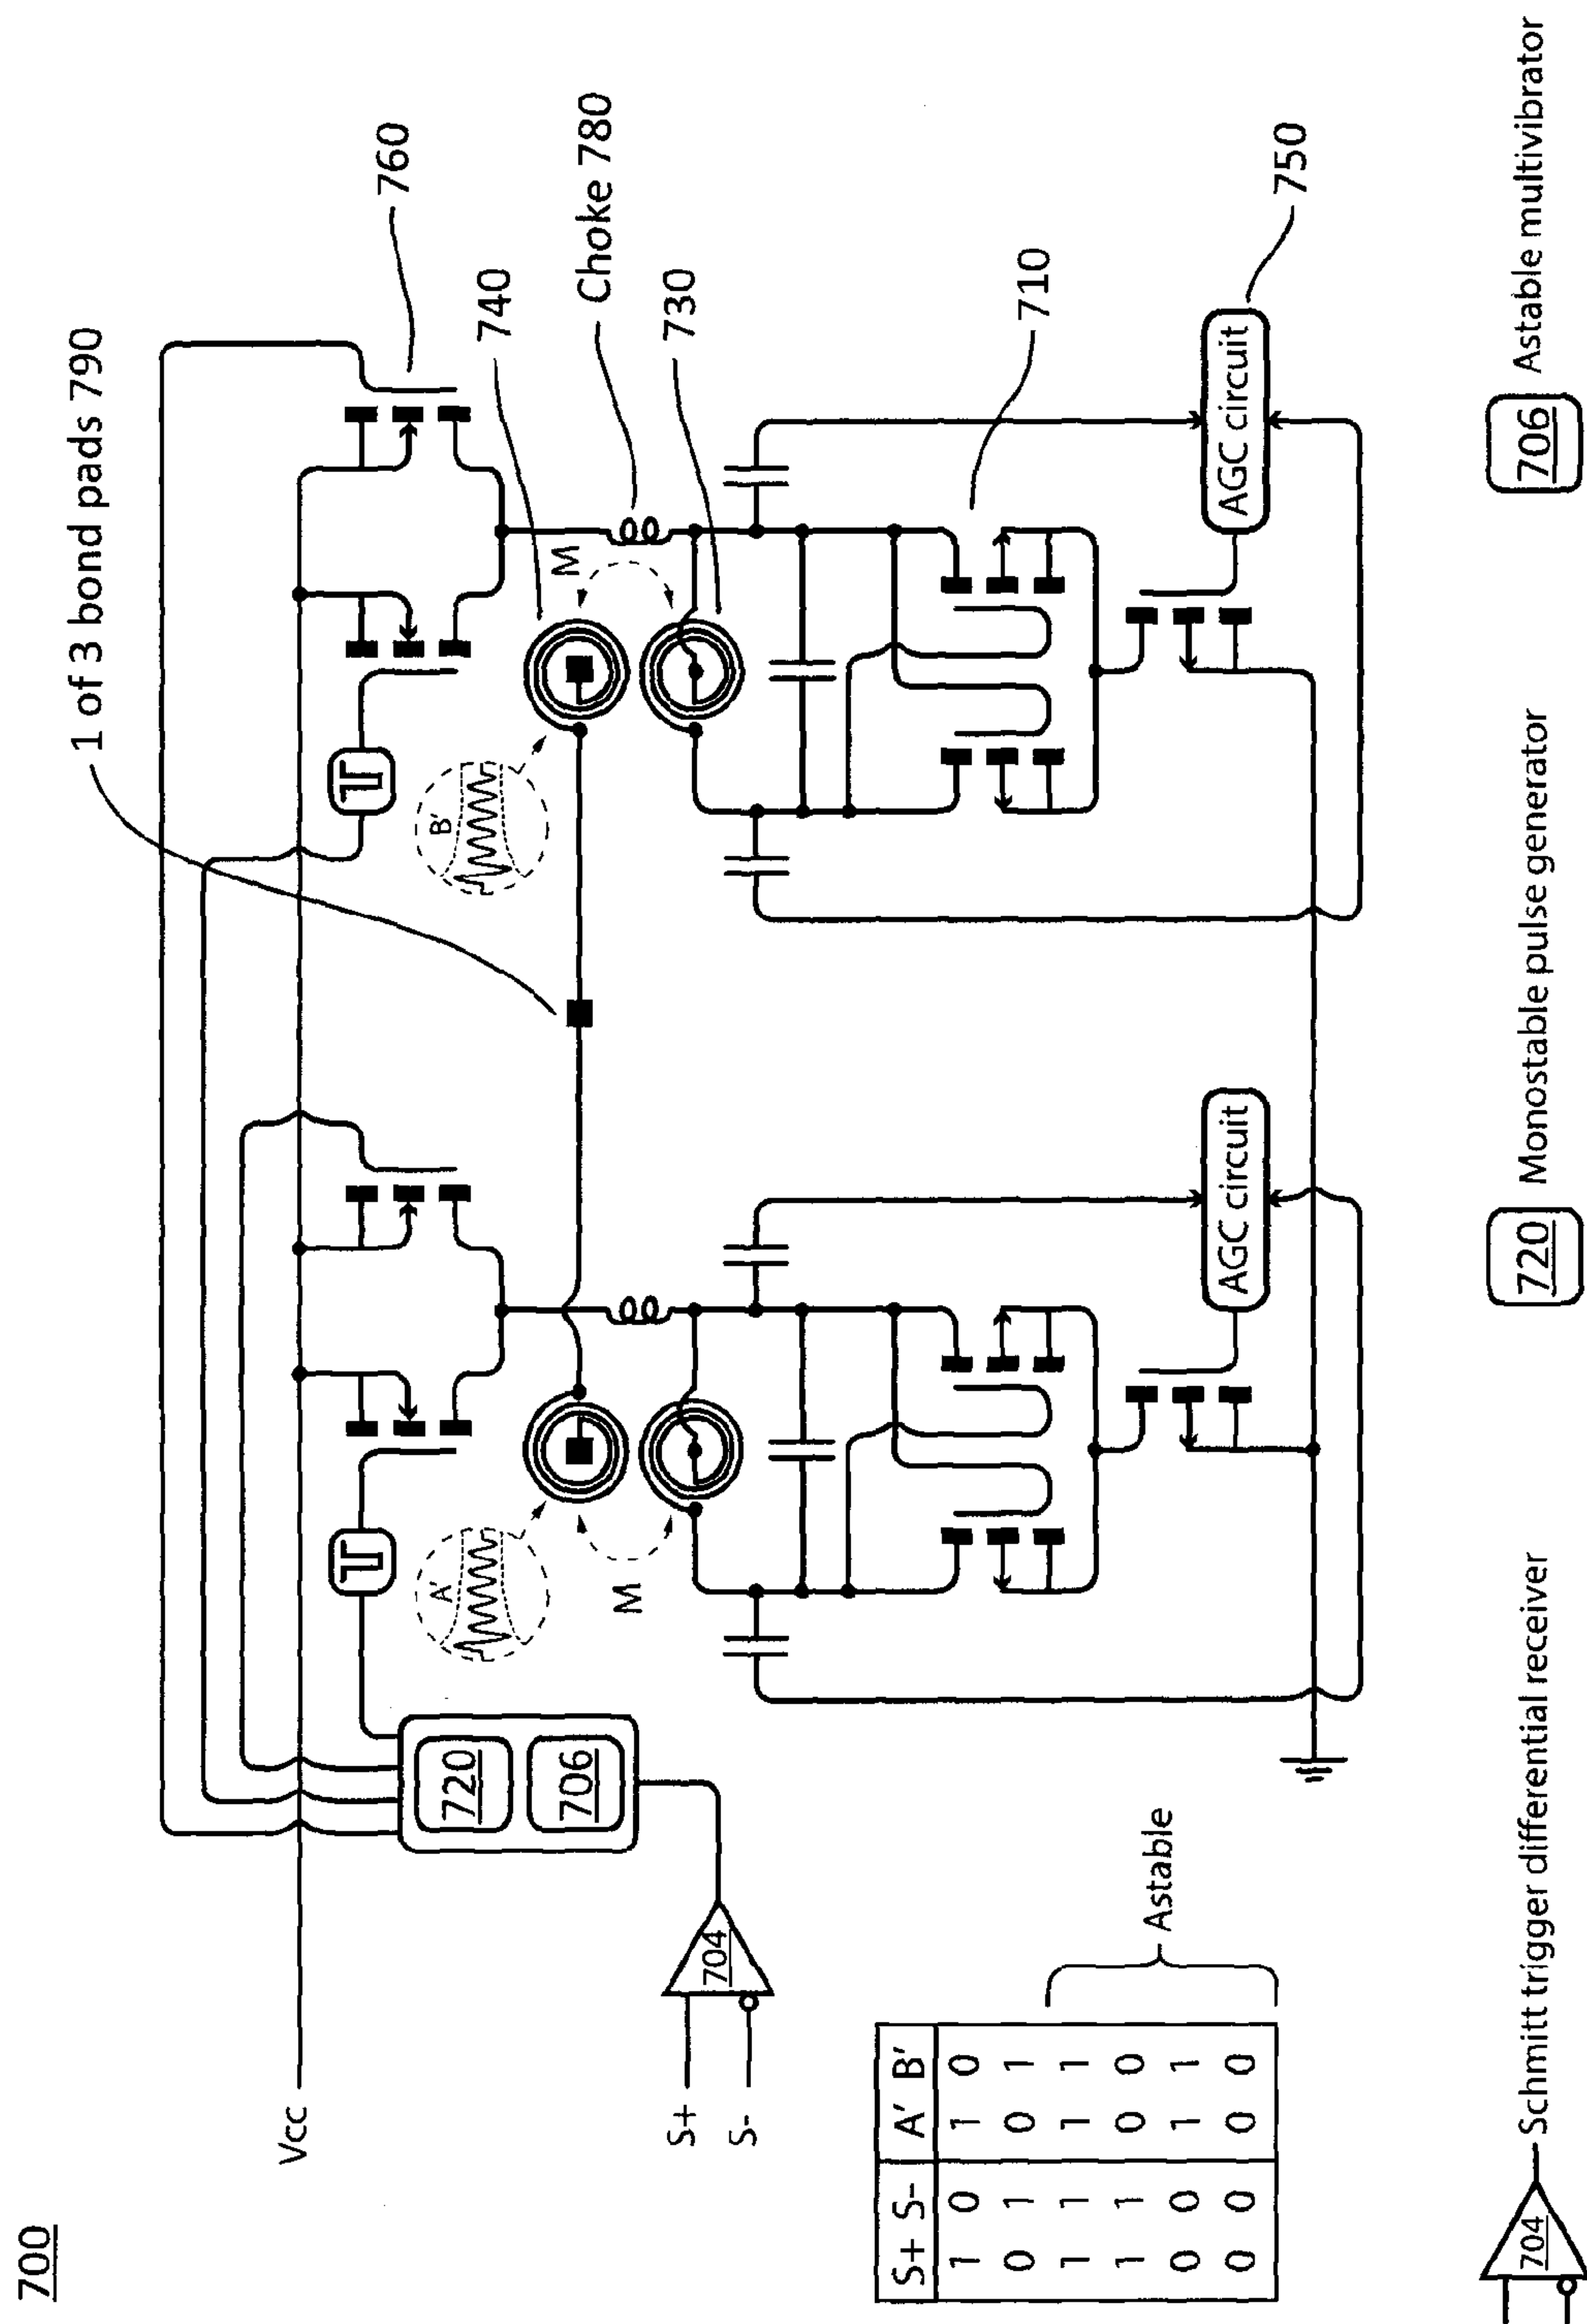 700
1 of 3 bond pads 790
760
740
Choke 780
730
710
750
Vcc
A'
B'
M
M
720
706
S+
S-
704
AGC circuit
AGC circuit
S+ S- A' B'
1 0 1 0
0 1 0 1
1 1 1 1
1 1 0 0
0 0 1 1
0 0 0 0
Astable
704 Schmitt trigger differential receiver
720 Monostable pulse generator
706 Astable multivibrator